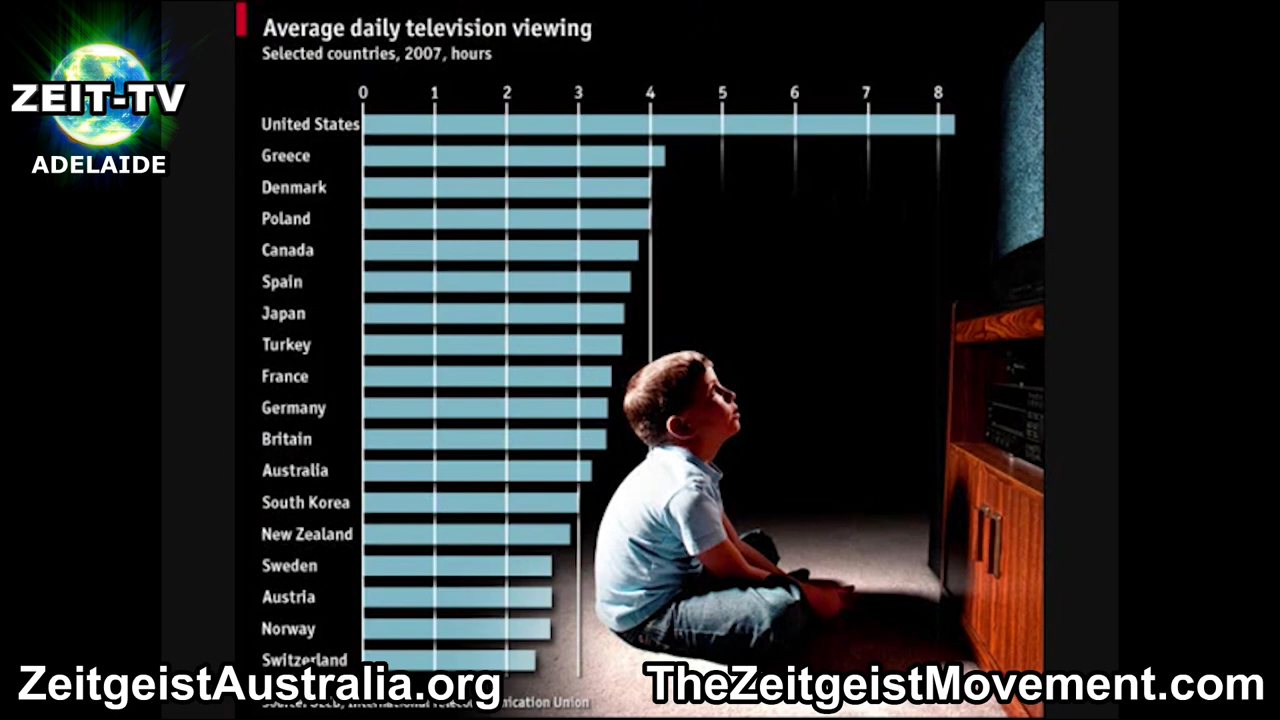 Average daily television viewing
Selected countries, 2007, hours
ZEIT-TV
ADELAIDE
0 1 2 3 4 5 6 7 8
United States
Greece
Denmark
Poland
Canada
Spain
Japan
Turkey
France
Germany
Britain
Australia
South Korea
New Zealand
Sweden
Austria
Norway
Switzerland
ZeitgeistAustralia.org
TheZeitgeistMovement.com
International Union